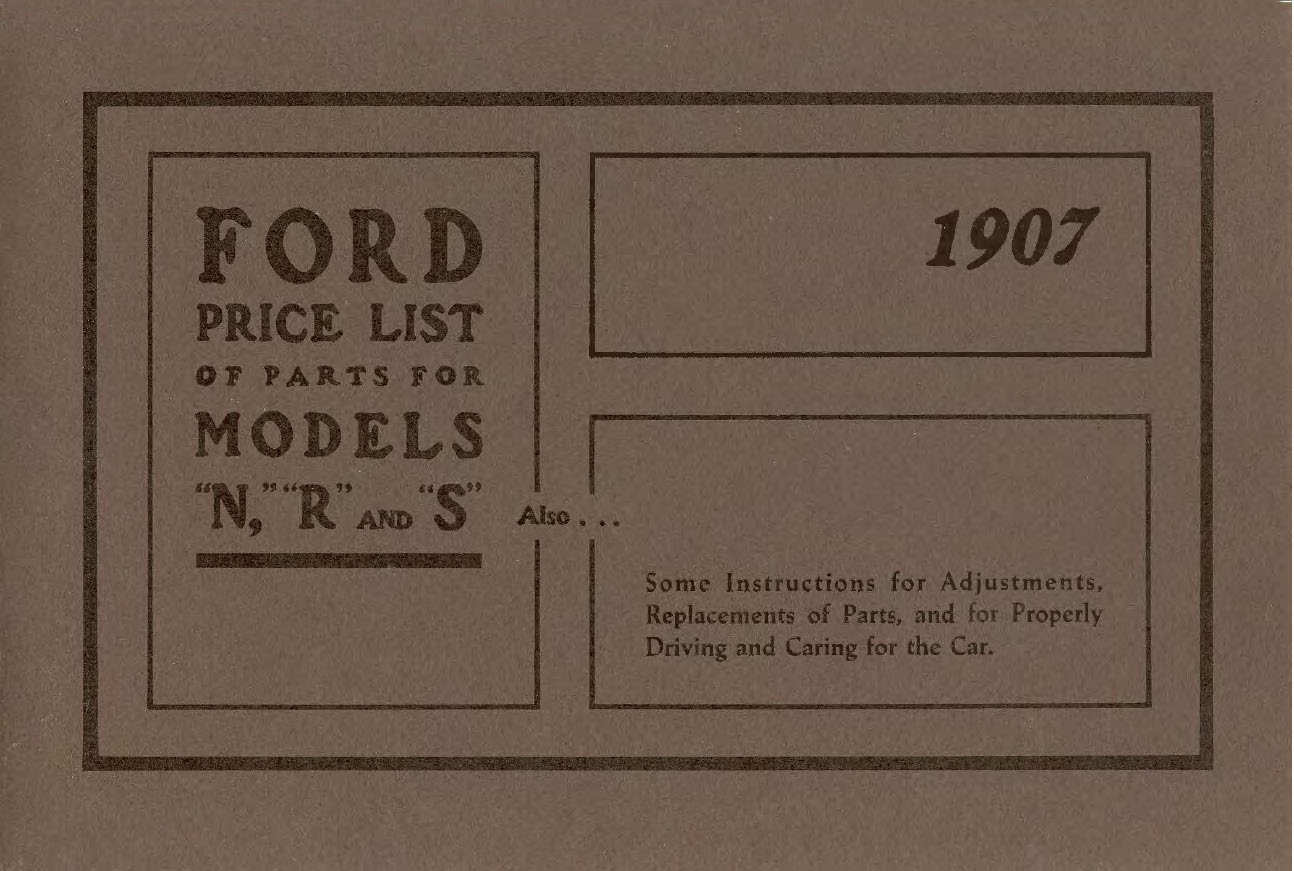 FORD
PRICE LIST
OF PARTS FOR
MODELS
"N," "R" AND "S"
Also . . .
1907
Some Instructions for Adjustments,
Replacements of Parts, and for Properly
Driving and Caring for the Car.